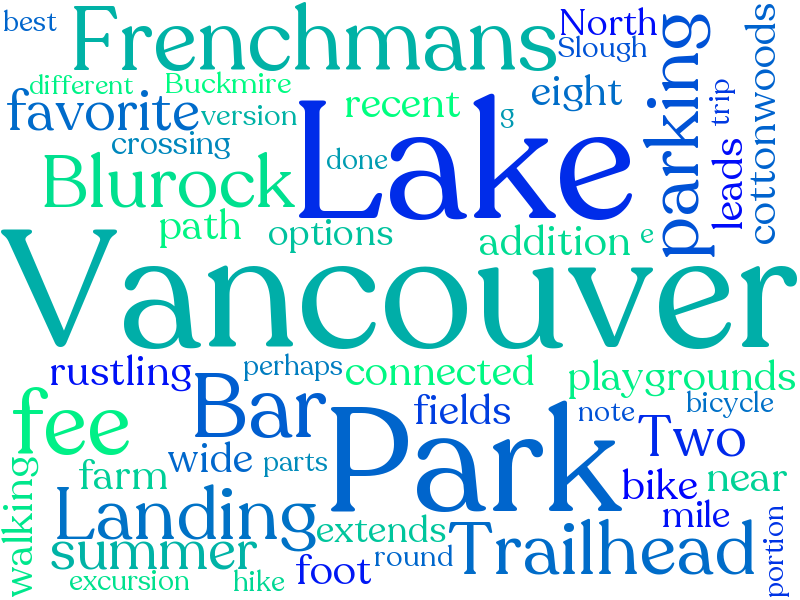 best
Frenchmans
North
Slough
cottonwoods
parking
different
Buckmire
eight
trip
favorite
version
recent
g
crossing
Lake
done
leads
Blurock
path
options
addition
e
Vancouver
rustling
perhaps
connected
playgrounds
Bar
fee
fields
note
bicycle
Park
Two
walking
farm
wide
parts
bike
near
Landing
mile
extends
Trailhead
portion
summer
foot
round
excursion
hike